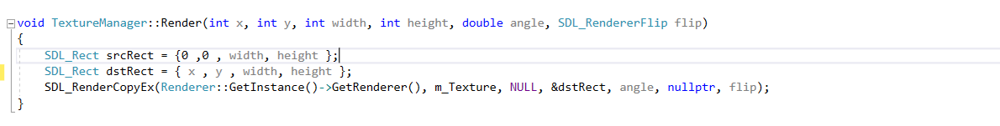 void TextureManager::Render(int x, int y, int width, int height, double angle, SDL_RendererFlip flip)
{
    SDL_Rect srcRect = {0 ,0 , width, height };
    SDL_Rect dstRect = { x , y , width, height };
    SDL_RenderCopyEx(Renderer::GetInstance()->GetRenderer(), m_Texture, NULL, &dstRect, angle, nullptr, flip);
}